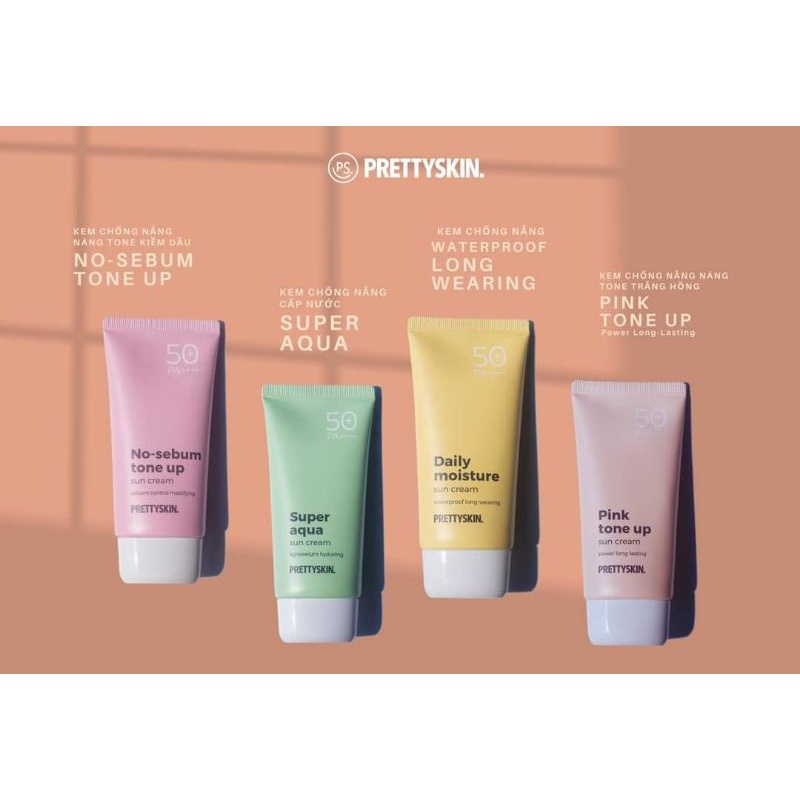 PS.
PRETTYSKIN.
KEM CHỐNG NẮNG
NÂNG TONE KIỀM DẦU
NO-SEBUM
TONE UP
KEM CHỐNG NẮNG
CẤP NƯỚC
SUPER
AQUA
KEM CHỐNG NẮNG
WATERPROOF
LONG
WEARING
KEM CHỐNG NẮNG NÂNG
TONE TRẮNG HỒNG
PINK
TONE UP
Power Long-Lasting
50+
PA++++
No-sebum
tone up
sun cream
sebum control mattifying
PRETTYSKIN.
50+
PA++++
Super
aqua
sun cream
lightweight hydrating
PRETTYSKIN.
50+
PA++++
Daily
moisture
sun cream
waterproof long-wearing
PRETTYSKIN.
50+
Pink
tone up
sun cream
power long-lasting
PRETTYSKIN.